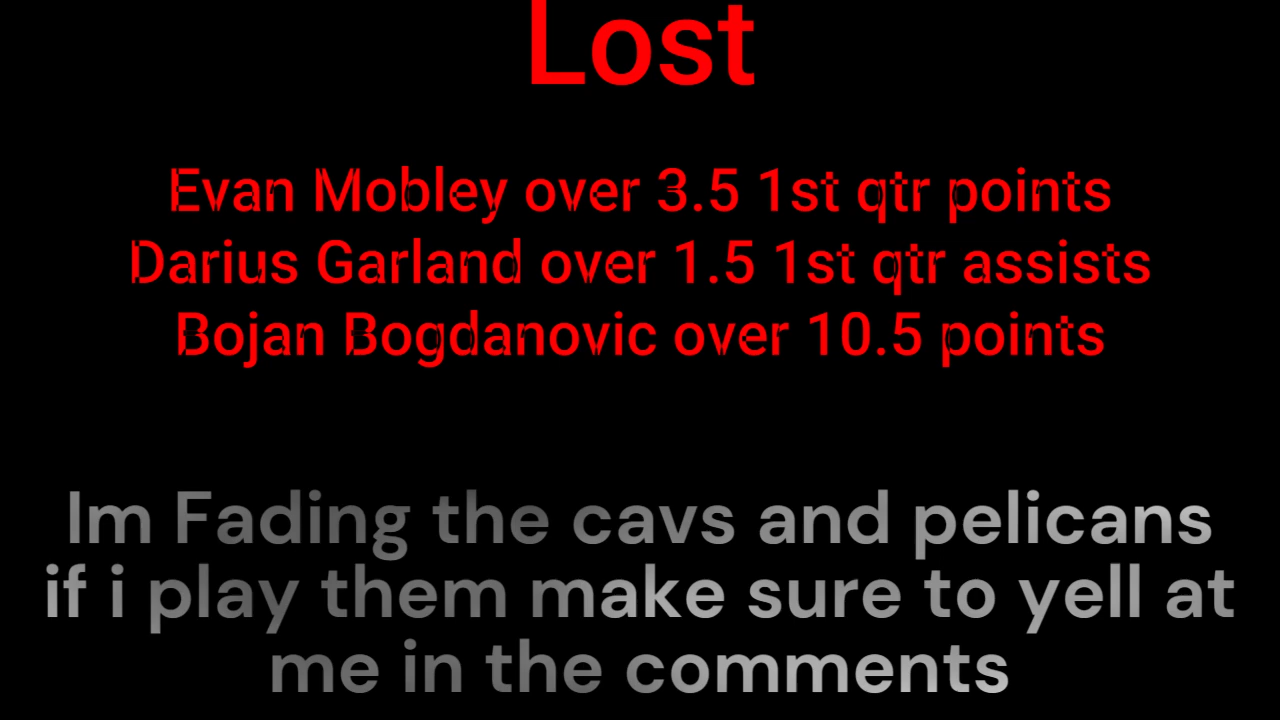 Lost
Evan Mobley over 3.5 1st qtr points
Darius Garland over 1.5 1st qtr assists
Bojan Bogdanovic over 10.5 points
Im Fading the cavs and pelicans
if i play them make sure to yell at
me in the comments